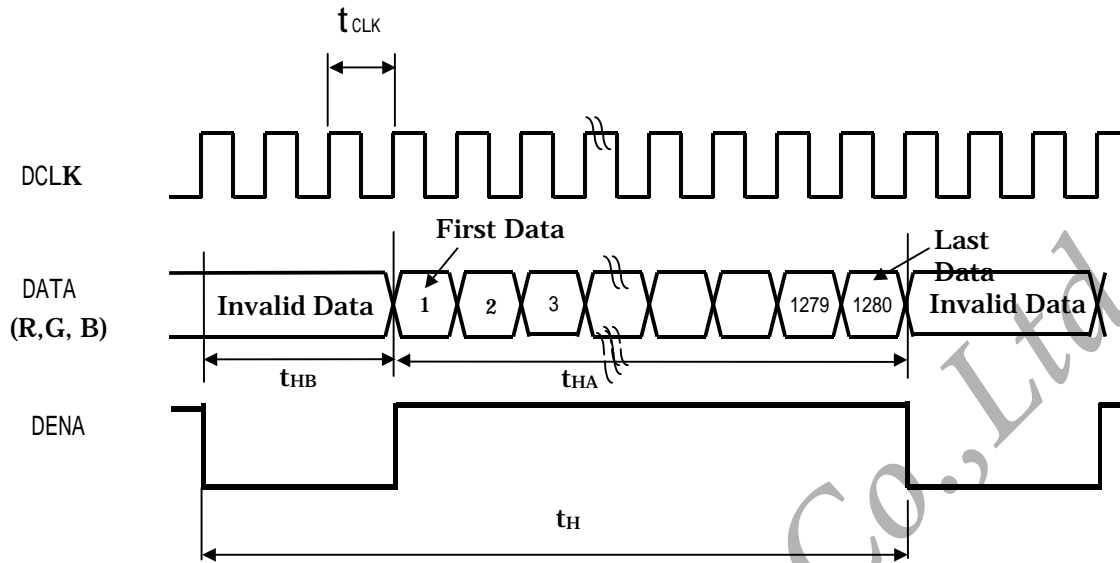 t CLK
DCLK
First Data
Last
Data
DATA
(R,G, B)
Invalid Data
1
2
3
1279
1280
Invalid Data
tHB
tHA
DENA
tH
Co.,Ltd